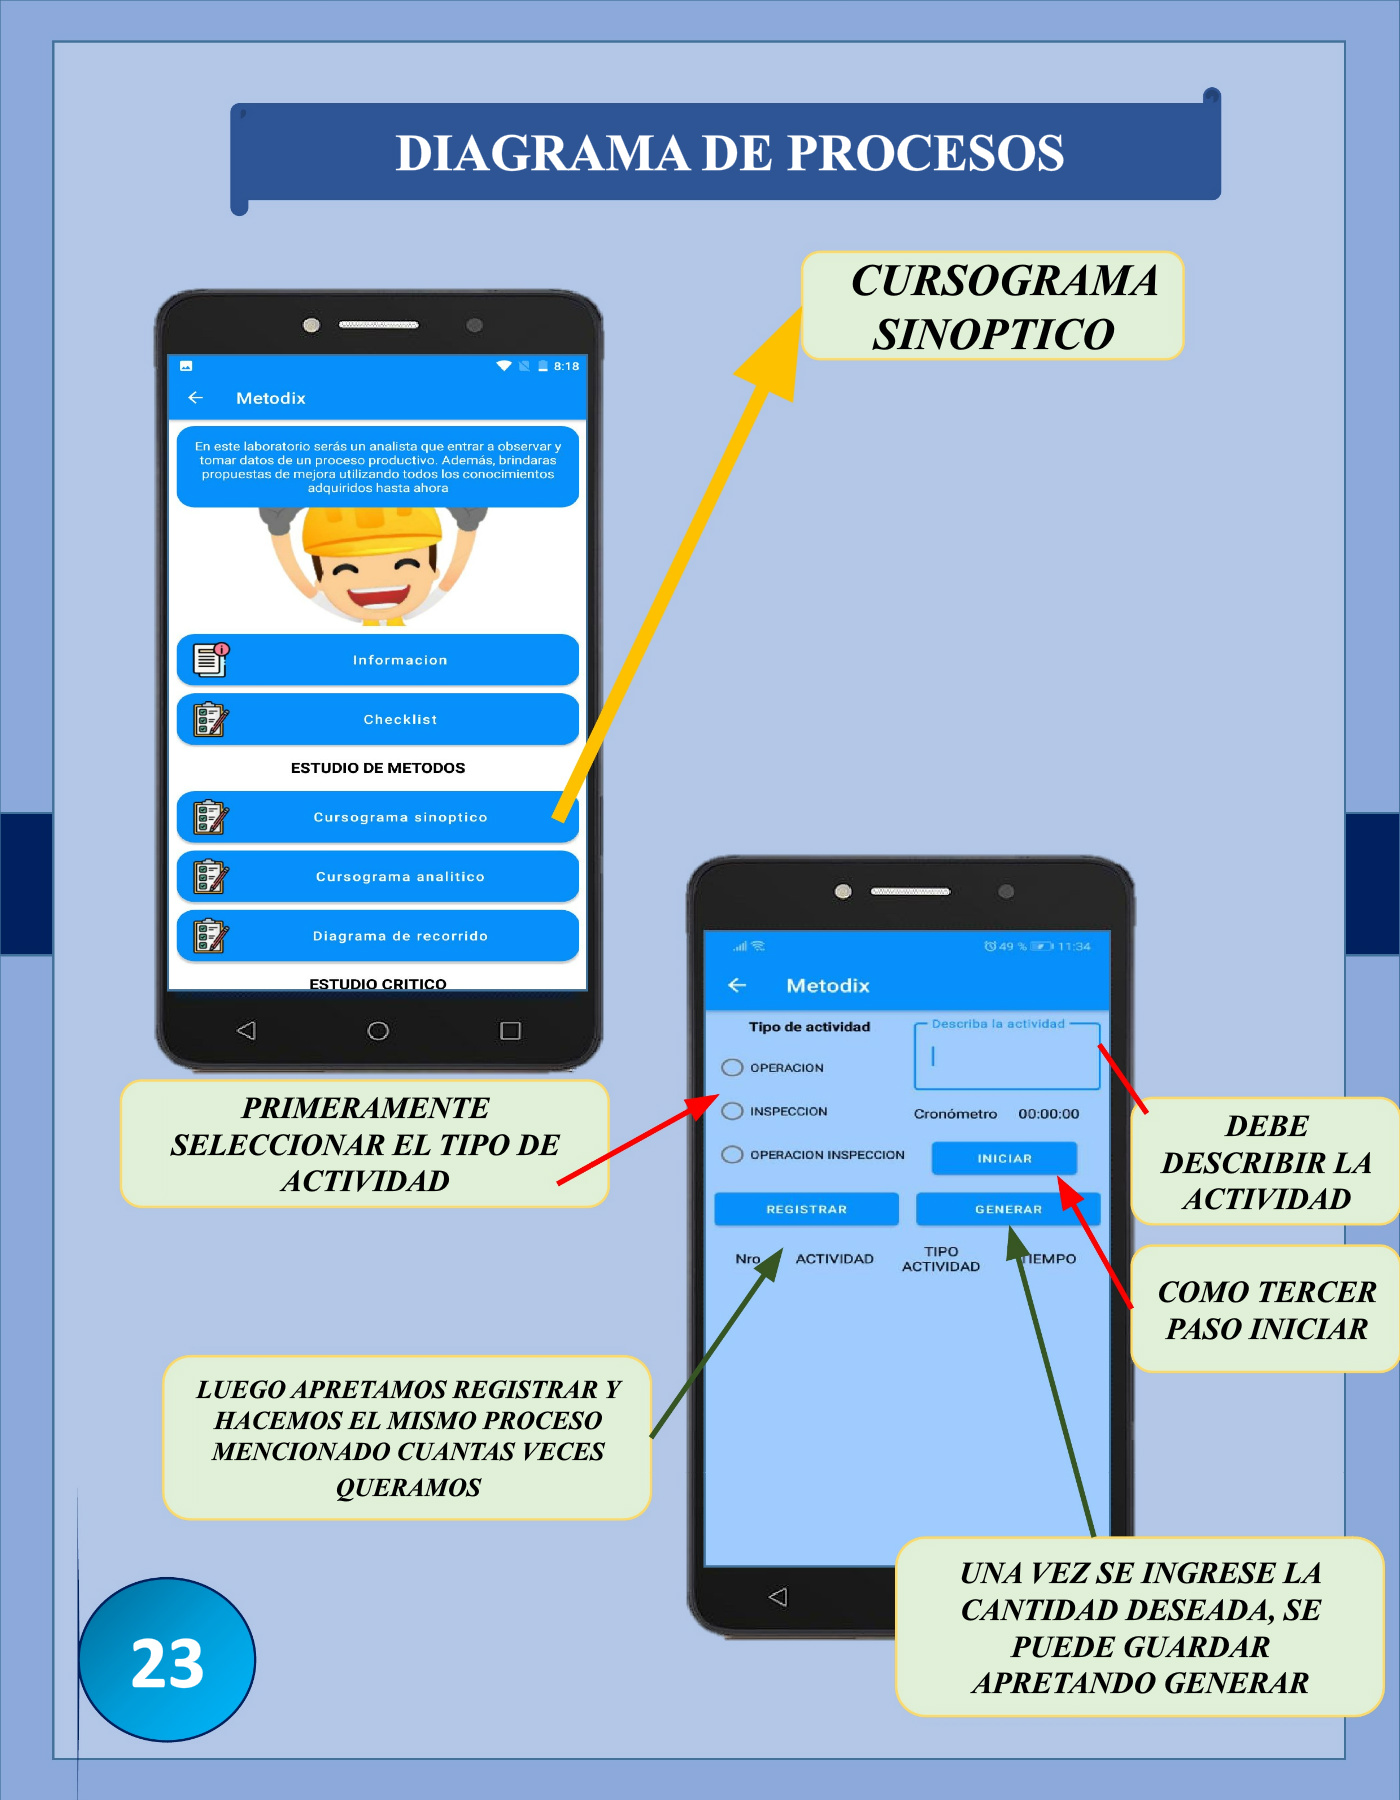 DIAGRAMA DE PROCESOS
CURSOGRAMA
SINOPTICO
8:18
Metodix
En este laboratorio serás un analista que entrar a observar y
tomar datos de un proceso productivo. Además, brindaras
propuestas de mejora utilizando todos los conocimientos
adquiridos hasta ahora
Informacion
Checklist
ESTUDIO DE METODOS
Cursograma sinoptico
Cursograma analitico
Diagrama de recorrido
ESTUDIO CRITICO
PRIMERAMENTE
SELECCIONAR EL TIPO DE
ACTIVIDAD
49 % 11:34
Metodix
Tipo de actividad
Describa la actividad
OPERACION
INSPECCION
Cronómetro 00:00:00
OPERACION INSPECCION
INICIAR
REGISTRAR
GENERAR
Nro
ACTIVIDAD
TIPO
ACTIVIDAD
TIEMPO
DEBE
DESCRIBIR LA
ACTIVIDAD
COMO TERCER
PASO INICIAR
LUEGO APRETAMOS REGISTRAR Y
HACEMOS EL MISMO PROCESO
MENCIONADO CUANTAS VECES
QUERAMOS
UNA VEZ SE INGRESE LA
CANTIDAD DESEADA, SE
PUEDE GUARDAR
APRETANDO GENERAR
23